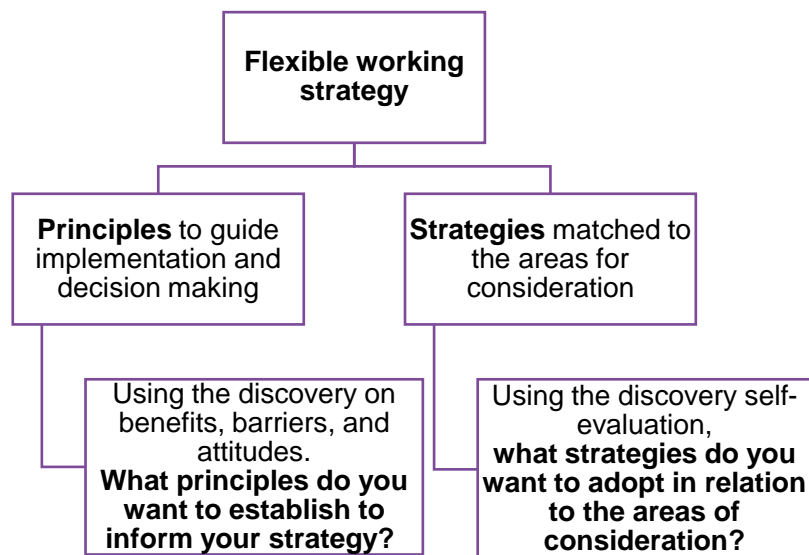 Flexible working
strategy
Principles to guide
implementation and
decision making
Strategies matched to
the areas for
consideration
Using the discovery on
benefits, barriers, and
attitudes.
What principles do you
want to establish to
inform your strategy?
Using the discovery self-
evaluation,
what strategies do you
want to adopt in relation
to the areas of
consideration?